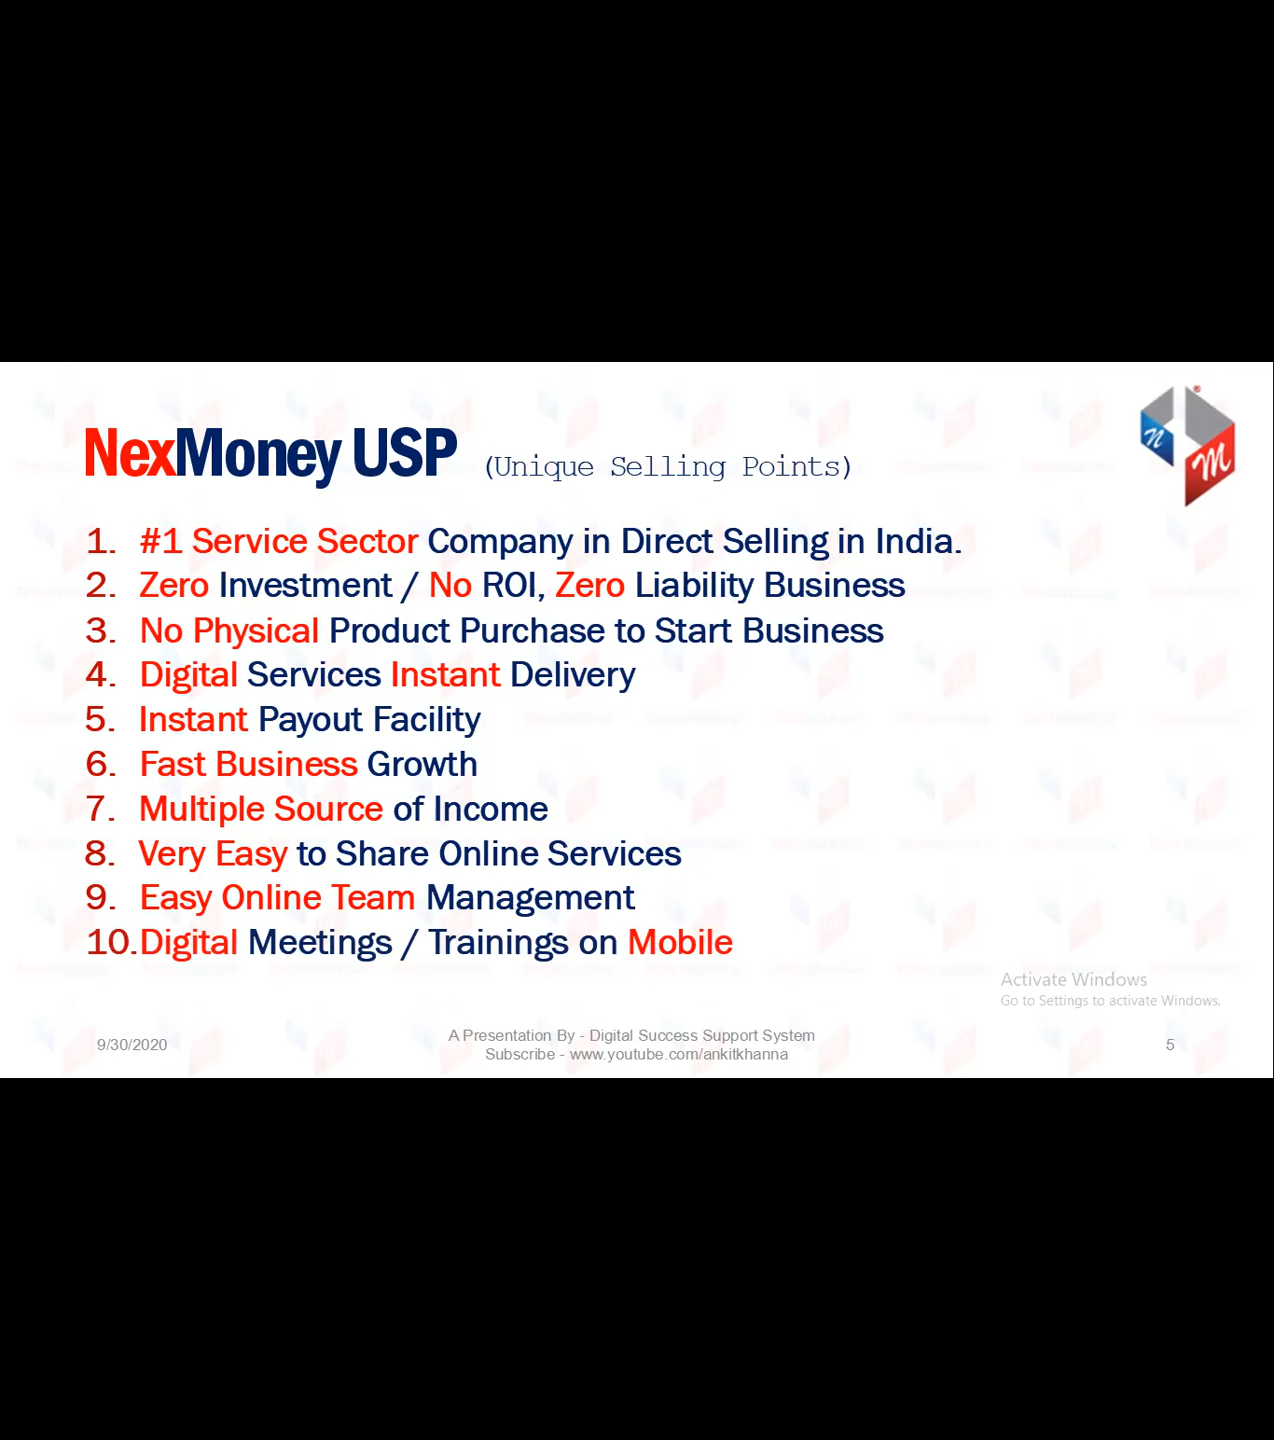 NexMoney USP (Unique Selling Points)
1. #1 Service Sector Company in Direct Selling in India.
2. Zero Investment / No ROI, Zero Liability Business
3. No Physical Product Purchase to Start Business
4. Digital Services Instant Delivery
5. Instant Payout Facility
6. Fast Business Growth
7. Multiple Source of Income
8. Very Easy to Share Online Services
9. Easy Online Team Management
10. Digital Meetings / Trainings on Mobile
Activate Windows
Go to Settings to activate Windows.
9/30/2020
A Presentation By - Digital Success Support System
Subscribe - www.youtube.com/ankitkhanna
5
n
m
®